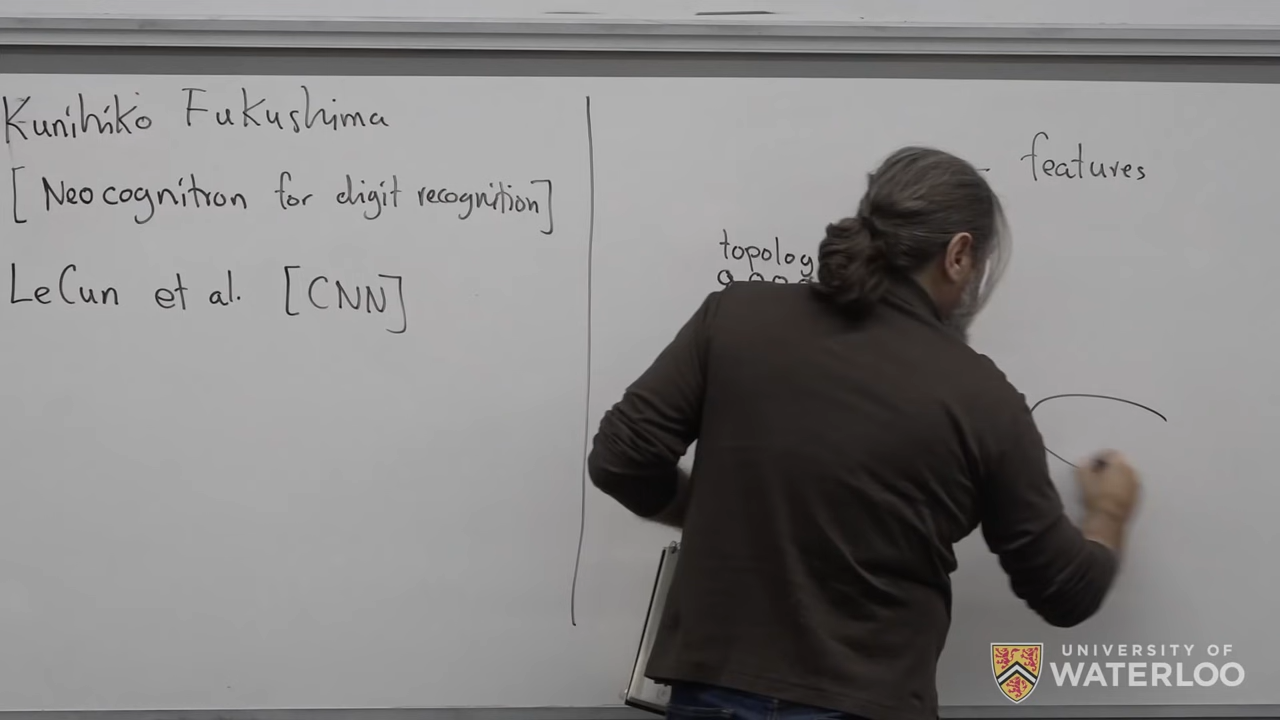 Kunihiko Fukushima
[Neocognitron for digit recognition]
LeCun et al. [CNN]
features
topolog
UNIVERSITY OF
WATERLOO